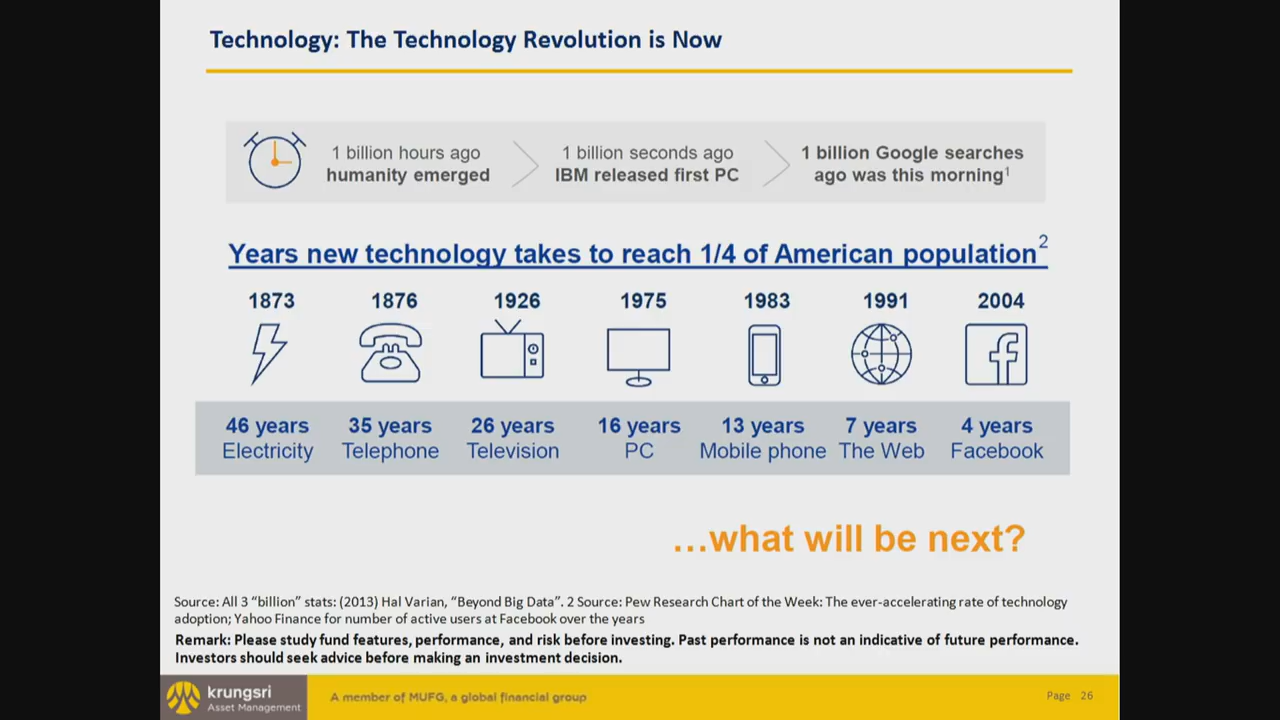 Technology: The Technology Revolution is Now
1 billion hours ago
humanity emerged
1 billion seconds ago
IBM released first PC
1 billion Google searches
ago was this morning1
Years new technology takes to reach 1/4 of American population2
1873 1876 1926 1975 1983 1991 2004
46 years 35 years 26 years 16 years 13 years 7 years 4 years
Electricity Telephone Television PC Mobile phone The Web Facebook
...what will be next?
Source: All 3 “billion” stats: (2013) Hal Varian, “Beyond Big Data”. 2 Source: Pew Research Chart of the Week: The ever-accelerating rate of technology
adoption; Yahoo Finance for number of active users at Facebook over the years
Remark: Please study fund features, performance, and risk before investing. Past performance is not an indicative of future performance.
Investors should seek advice before making an investment decision.
krungsri
Asset Management
A member of MUFG, a global financial group
Page 26